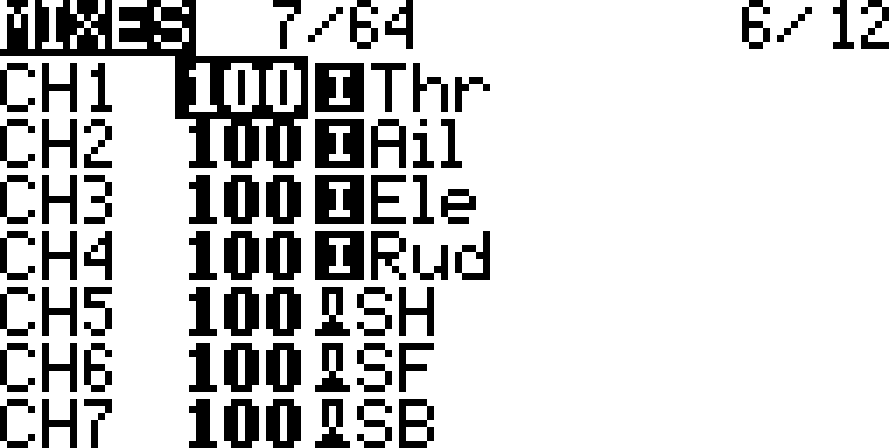 MIXES 7/64 6/12
CH1 100 I Thr
CH2 100 I Ail
CH3 100 I Ele
CH4 100 I Rud
CH5 100 SH
CH6 100 SF
CH7 100 SB